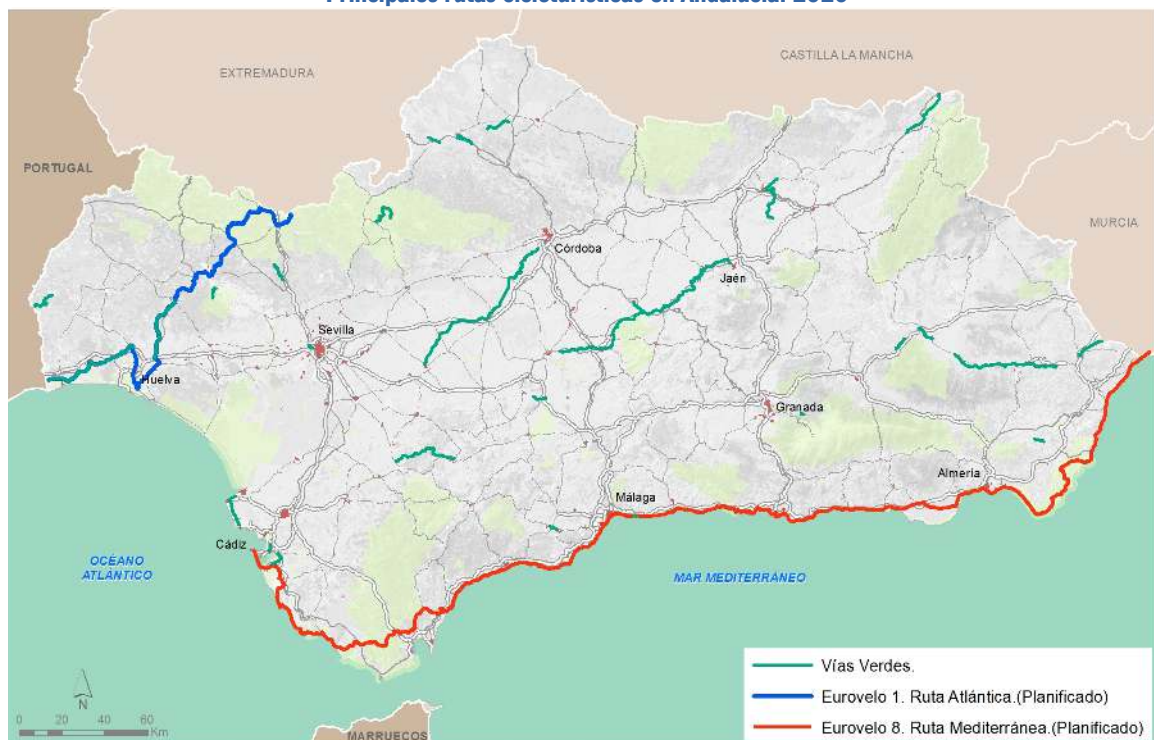 EXTREMADURA
CASTILLA LA MANCHA
PORTUGAL
MURCIA
Córdoba
Jaén
Sevilla
Huelva
Granada
Almería
Málaga
Cádiz
OCÉANO
ATLÁNTICO
MAR MEDITERRÁNEO
Vías Verdes.
Eurovelo 1. Ruta Atlántica.(Planificado)
Eurovelo 8. Ruta Mediterránea.(Planificado)
N
0 20 40 60
Km
MARRUECOS